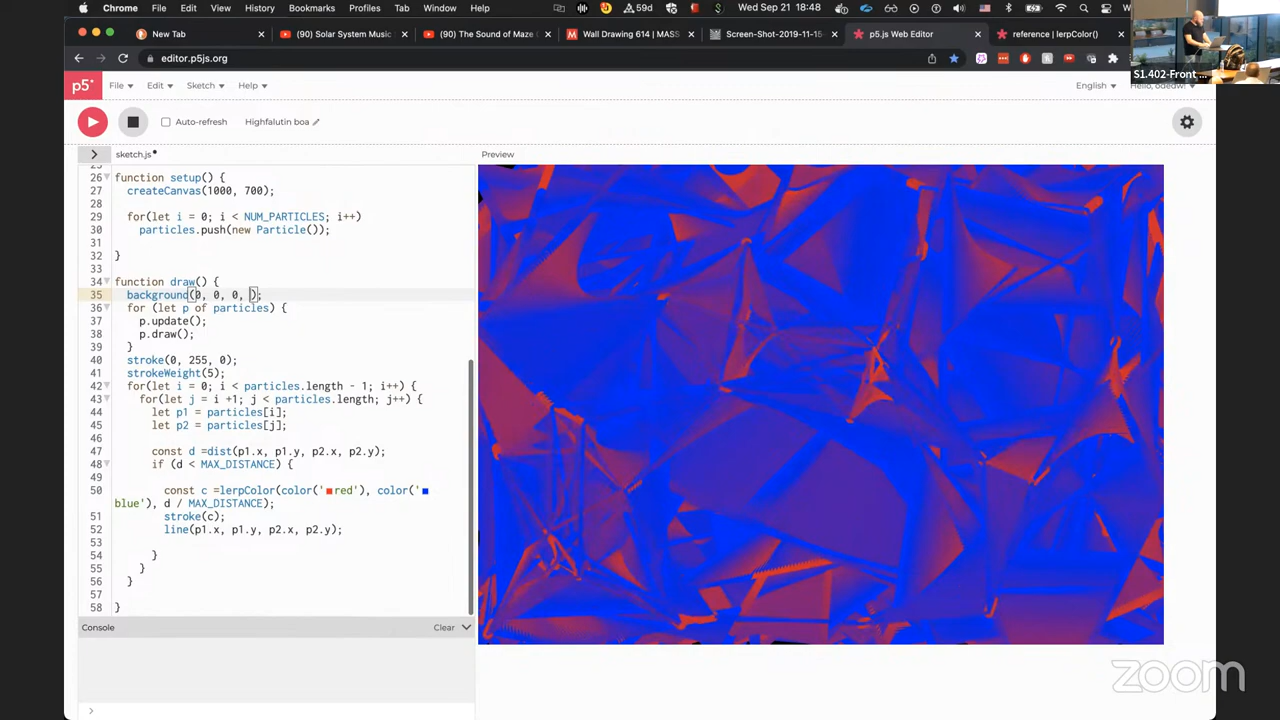 Chrome File Edit View History Bookmarks Profiles Tab Window Help 59d Wed Sep 21 18:48
New Tab
(90) Solar System Music
(90) The Sound of Maze
Wall Drawing 614 | MASS
Screen-Shot-2019-11-15-
p5.js Web Editor
reference | lerpColor()
editor.p5js.org
S1.402-Front ...
p5* File Edit Sketch Help English Hello, odedw!
Auto-refresh Highfalutin boa
sketch.js Preview
25
26 function setup() {
27 createCanvas(1000, 700);
28
29 for(let i = 0; i < NUM_PARTICLES; i++)
30 particles.push(new Particle());
31
32 }
33
34 function draw() {
35 background(0, 0, 0, );
36 for (let p of particles) {
37 p.update();
38 p.draw();
39 }
40 stroke(0, 255, 0);
41 strokeWeight(5);
42 for(let i = 0; i < particles.length - 1; i++) {
43 for(let j = i +1; j < particles.length; j++) {
44 let p1 = particles[i];
45 let p2 = particles[j];
46
47 const d =dist(p1.x, p1.y, p2.x, p2.y);
48 if (d < MAX_DISTANCE) {
49
50 const c =lerpColor(color('red'), color('
blue'), d / MAX_DISTANCE);
51 stroke(c);
52 line(p1.x, p1.y, p2.x, p2.y);
53
54 }
55 }
56 }
57
58 }
Console Clear
zoom